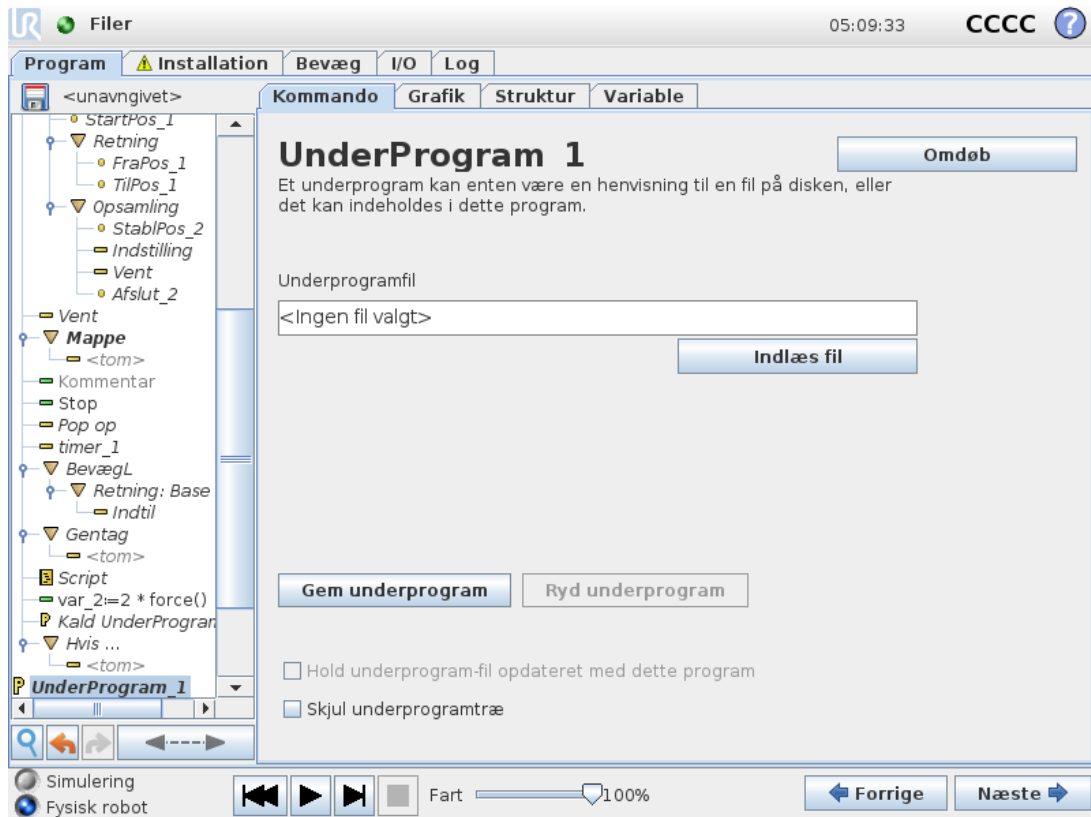 UR
Filer
05:09:33
CCCC
?
Program
Installation
Bevæg
I/O
Log
<unavngivet>
Kommando
Grafik
Struktur
Variable
StartPos_1
Retning
FraPos_1
TilPos_1
Opsamling
StablPos_2
Indstilling
Vent
Afslut_2
Vent
Mappe
<tom>
Kommentar
Stop
Pop op
timer_1
BevægL
Retning: Base
Indtil
Gentag
<tom>
Script
var_2:=2 * force()
Kald UnderProgram
Hvis ...
<tom>
UnderProgram_1
UnderProgram 1
Omdøb
Et underprogram kan enten være en henvisning til en fil på disken, eller
det kan indeholdes i dette program.
Underprogramfil
<Ingen fil valgt>
Indlæs fil
Gem underprogram
Ryd underprogram
Hold underprogram-fil opdateret med dette program
Skjul underprogramtræ
Simulering
Fysisk robot
Fart
100%
Forrige
Næste